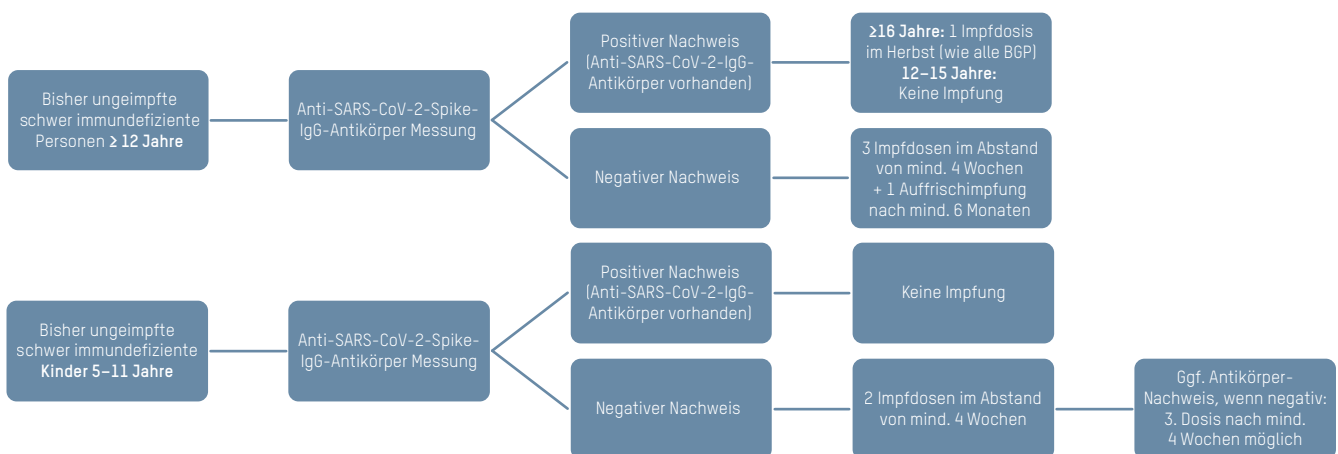 Bisher ungeimpfte
schwer immundefiziente
Personen ≥ 12 Jahre
Anti-SARS-CoV-2-Spike-
IgG-Antikörper Messung
Positiver Nachweis
(Anti-SARS-CoV-2-IgG-
Antikörper vorhanden)
≥16 Jahre: 1 Impfdosis
im Herbst (wie alle BGP)
12–15 Jahre:
Keine Impfung
Negativer Nachweis
3 Impfdosen im Abstand
von mind. 4 Wochen
+ 1 Auffrischimpfung
nach mind. 6 Monaten
Bisher ungeimpfte
schwer immundefiziente
Kinder 5–11 Jahre
Anti-SARS-CoV-2-Spike-
IgG-Antikörper Messung
Positiver Nachweis
(Anti-SARS-CoV-2-IgG-
Antikörper vorhanden)
Keine Impfung
Negativer Nachweis
2 Impfdosen im Abstand
von mind. 4 Wochen
Ggf. Antikörper-
Nachweis, wenn negativ:
3. Dosis nach mind.
4 Wochen möglich